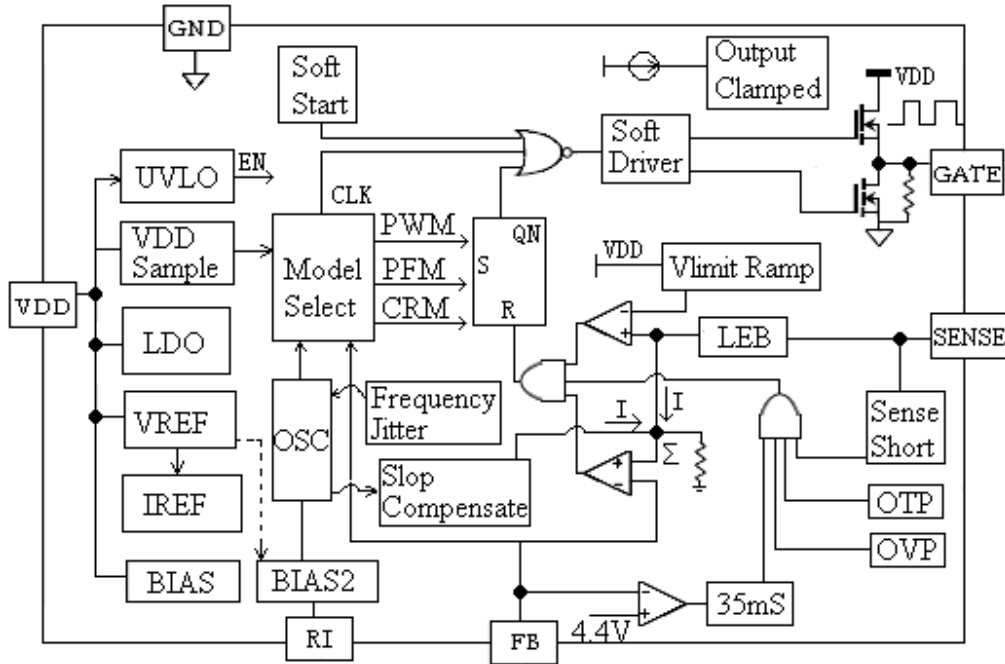 GND
Soft
Start
Output
Clamped
VDD
Soft
Driver
UVLO
EN
GATE
CLK
VDD
Sample
Model
Select
PWM
PFM
CRM
QN
S
R
VDD
Vlimit Ramp
VDD
LDO
LEB
SENSE
VREF
OSC
Frequency
Jitter
I
I
Σ
Sense
Short
IREF
Slop
Compensate
OTP
OVP
BIAS
BIAS2
35mS
4.4V
RI
FB